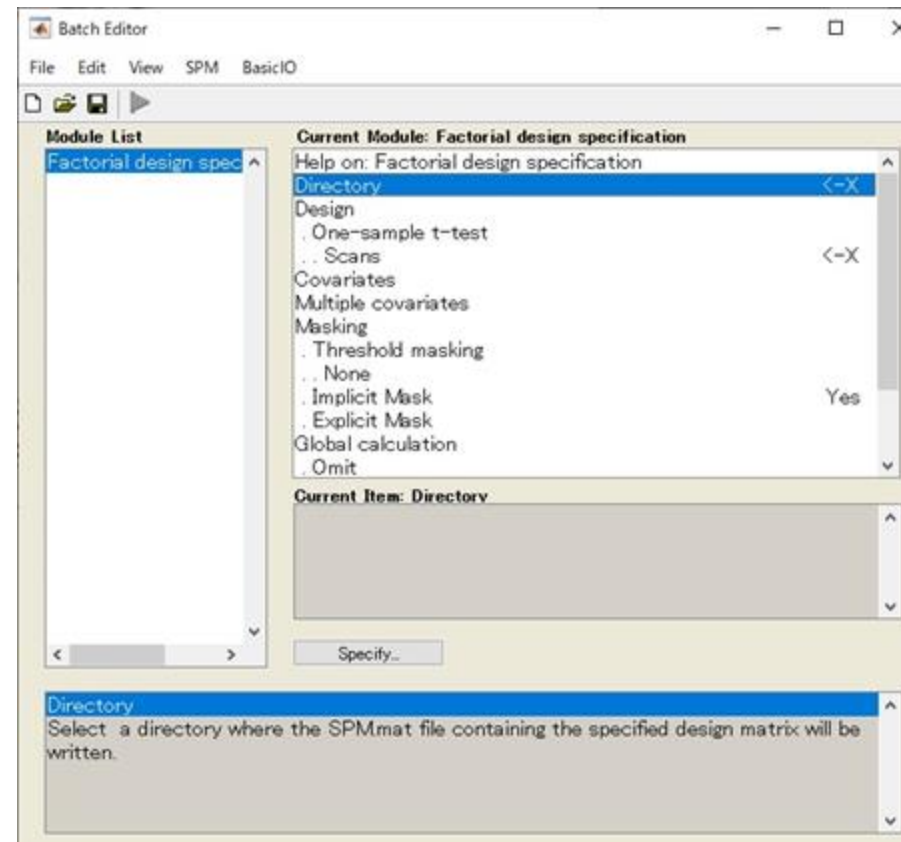 Batch Editor
File Edit View SPM BasicIO
Module List
Factorial design spec
Current Module: Factorial design specification
Help on: Factorial design specification
Directory <-X
Design
. One-sample t-test
. . Scans <-X
Covariates
Multiple covariates
Masking
. Threshold masking
. . None
. Implicit Mask Yes
. Explicit Mask
Global calculation
. Omit
Current Item: Directory
Specify...
Directory
Select a directory where the SPM.mat file containing the specified design matrix will be
written.